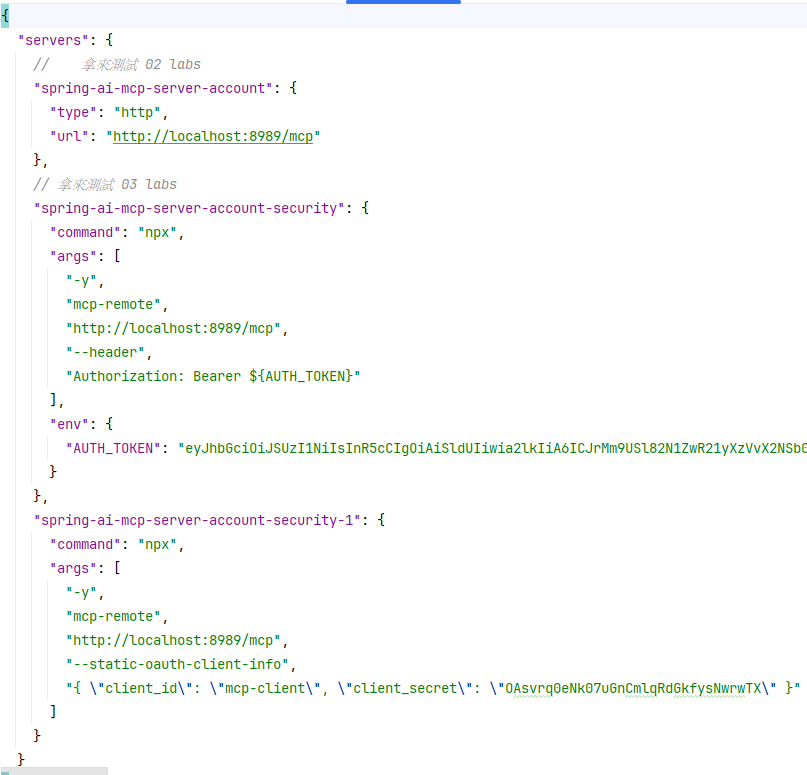 {
"servers": {
// 拿來測試 02 labs
"spring-ai-mcp-server-account": {
"type": "http",
"url": "http://localhost:8989/mcp"
},
// 拿來測試 03 labs
"spring-ai-mcp-server-account-security": {
"command": "npx",
"args": [
"-y",
"mcp-remote",
"http://localhost:8989/mcp",
"--header",
"Authorization: Bearer ${AUTH_TOKEN}"
],
"env": {
"AUTH_TOKEN": "eyJhbGciOiJSUzI1NiIsInR5cCIgOiAiSldUIiwia2lkIiA6ICJrMm9USl82N1ZwR21yXzVvX2NSbG
}
},
"spring-ai-mcp-server-account-security-1": {
"command": "npx",
"args": [
"-y",
"mcp-remote",
"http://localhost:8989/mcp",
"--static-oauth-client-info",
"{ \"client_id\": \"mcp-client\", \"client_secret\": \"OAsvrq0eNk07uGnCmlqRdGkfysNwrwTX\" }"
]
}
}